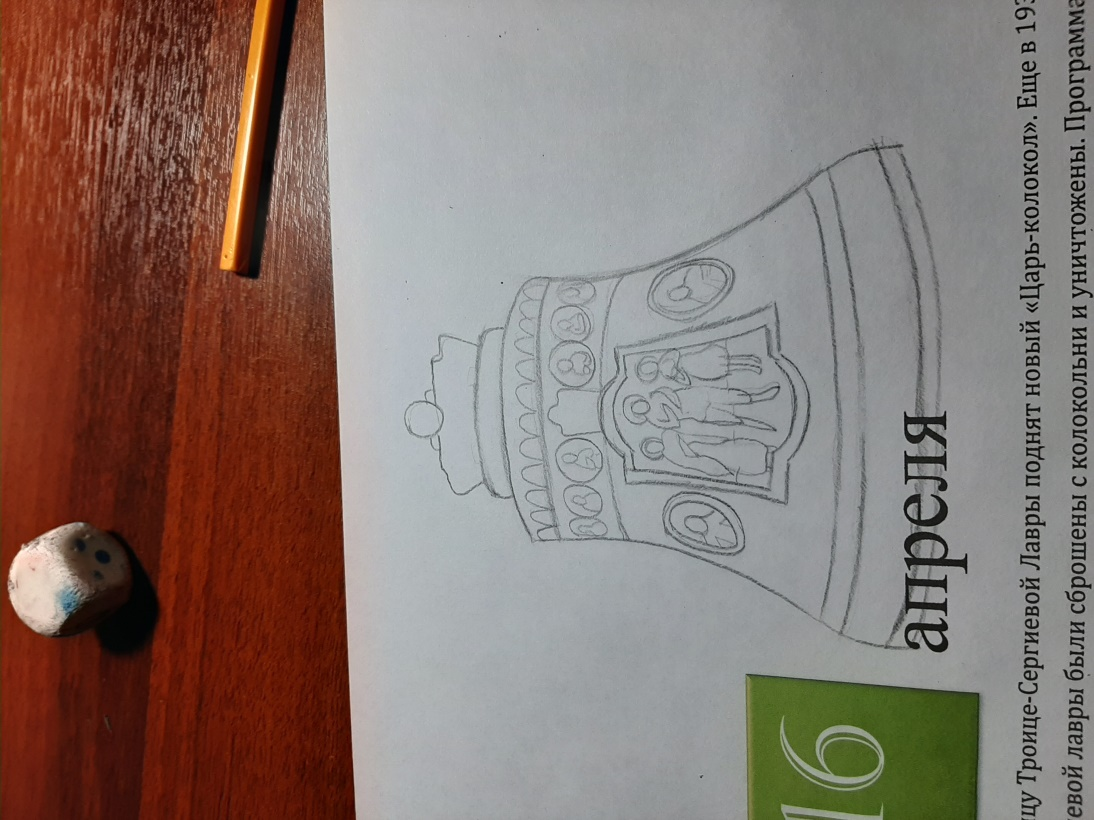 16
апреля
цу Троице-Сергиевой Лавры поднят новый «Царь-колокол». Еще в 193
евой лавры были сброшены с колокольни и уничтожены. Программа